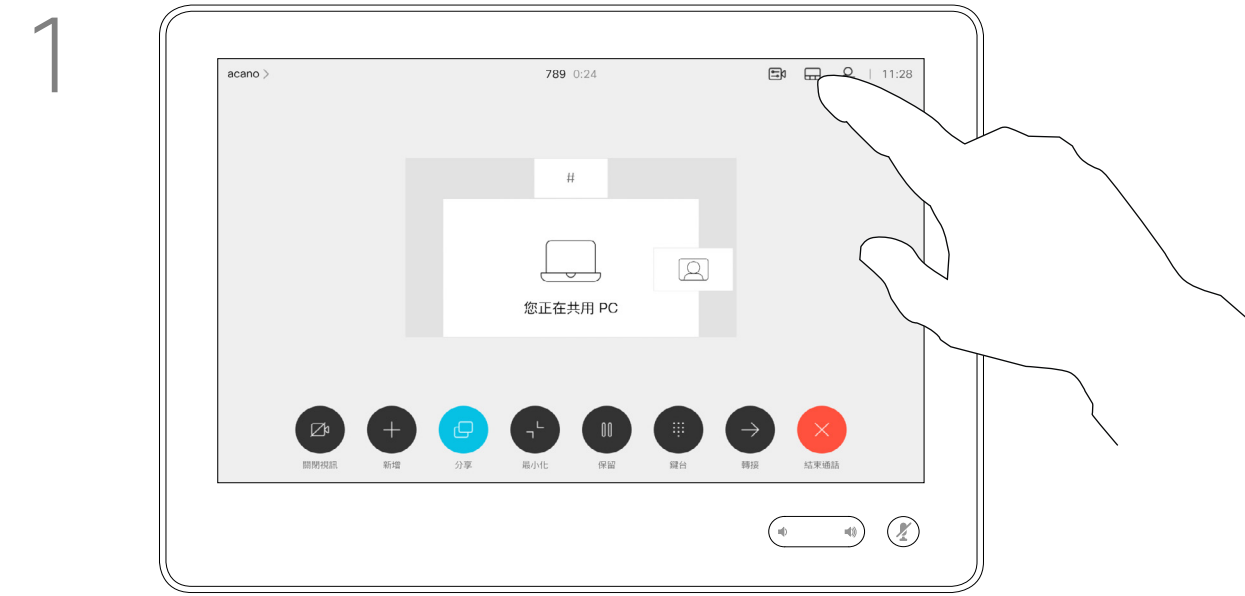 1
acano >
789 0:24
11:28
#
您正在共用 PC
關閉視訊
新增
分享
最小化
保留
鍵台
轉接
結束通話